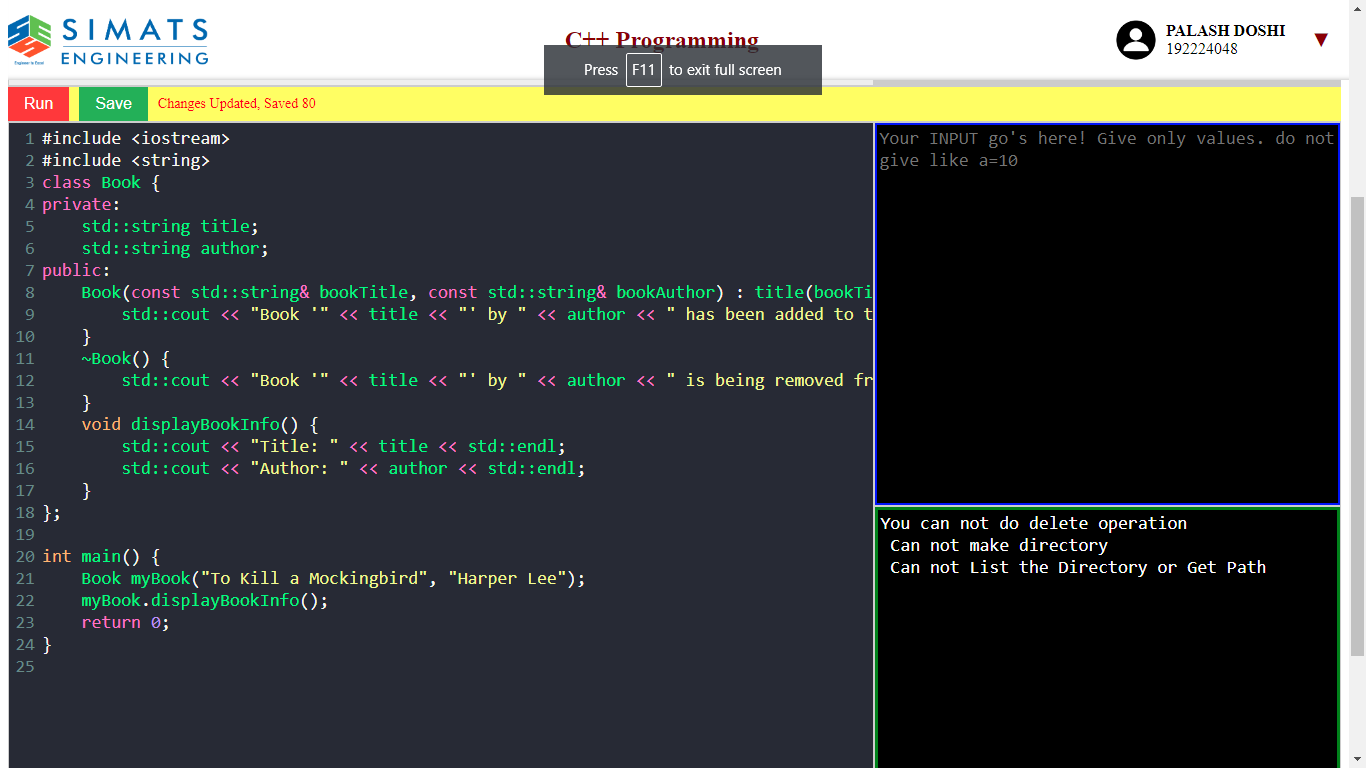 SIMATS
ENGINEERING
Engineer to Excel
C++ Programming
PALASH DOSHI
192224048
▼
Press F11 to exit full screen
Run Save Changes Updated, Saved 80
1 #include <iostream>
2 #include <string>
3 class Book {
4 private:
5     std::string title;
6     std::string author;
7 public:
8     Book(const std::string& bookTitle, const std::string& bookAuthor) : title(bookTi
9         std::cout << "Book '" << title << "' by " << author << " has been added to t
10     }
11     ~Book() {
12         std::cout << "Book '" << title << "' by " << author << " is being removed fr
13     }
14     void displayBookInfo() {
15         std::cout << "Title: " << title << std::endl;
16         std::cout << "Author: " << author << std::endl;
17     }
18 };
19
20 int main() {
21     Book myBook("To Kill a Mockingbird", "Harper Lee");
22     myBook.displayBookInfo();
23     return 0;
24 }
25
Your INPUT go's here! Give only values. do not
give like a=10
You can not do delete operation
Can not make directory
Can not List the Directory or Get Path